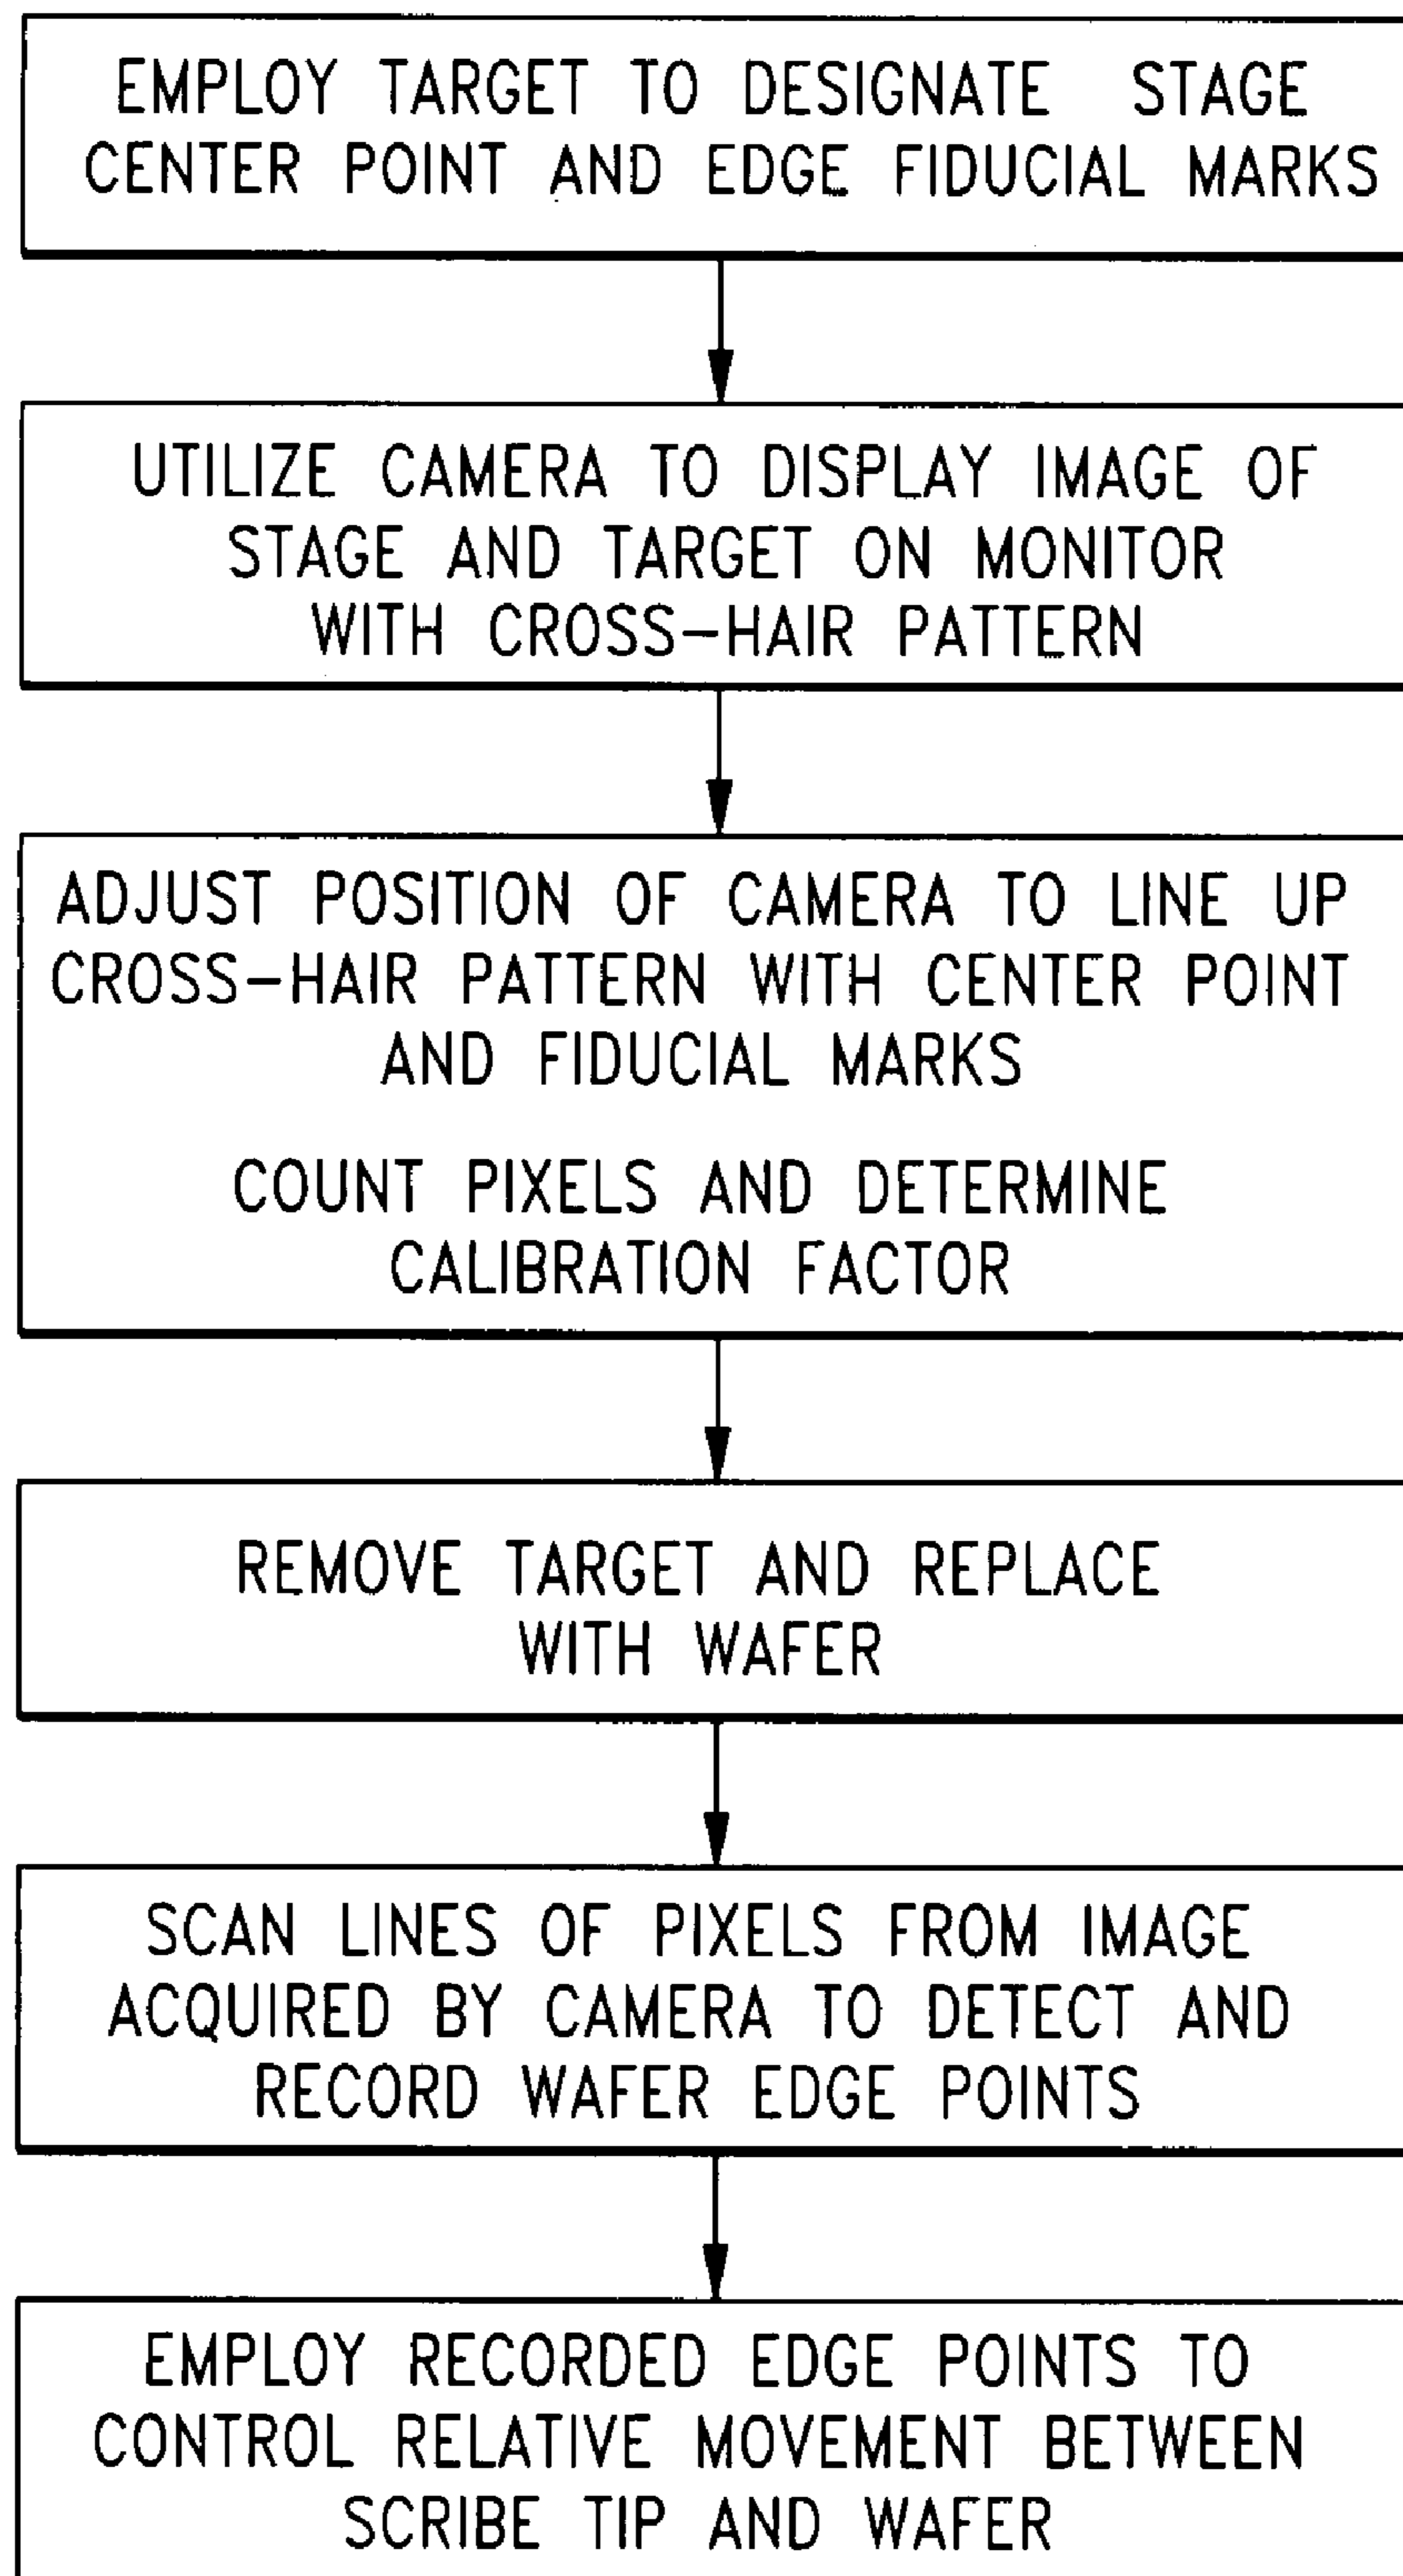 EMPLOY TARGET TO DESIGNATE STAGE
CENTER POINT AND EDGE FIDUCIAL MARKS
UTILIZE CAMERA TO DISPLAY IMAGE OF
STAGE AND TARGET ON MONITOR
WITH CROSS-HAIR PATTERN
ADJUST POSITION OF CAMERA TO LINE UP
CROSS-HAIR PATTERN WITH CENTER POINT
AND FIDUCIAL MARKS
COUNT PIXELS AND DETERMINE
CALIBRATION FACTOR
REMOVE TARGET AND REPLACE
WITH WAFER
SCAN LINES OF PIXELS FROM IMAGE
ACQUIRED BY CAMERA TO DETECT AND
RECORD WAFER EDGE POINTS
EMPLOY RECORDED EDGE POINTS TO
CONTROL RELATIVE MOVEMENT BETWEEN
SCRIBE TIP AND WAFER